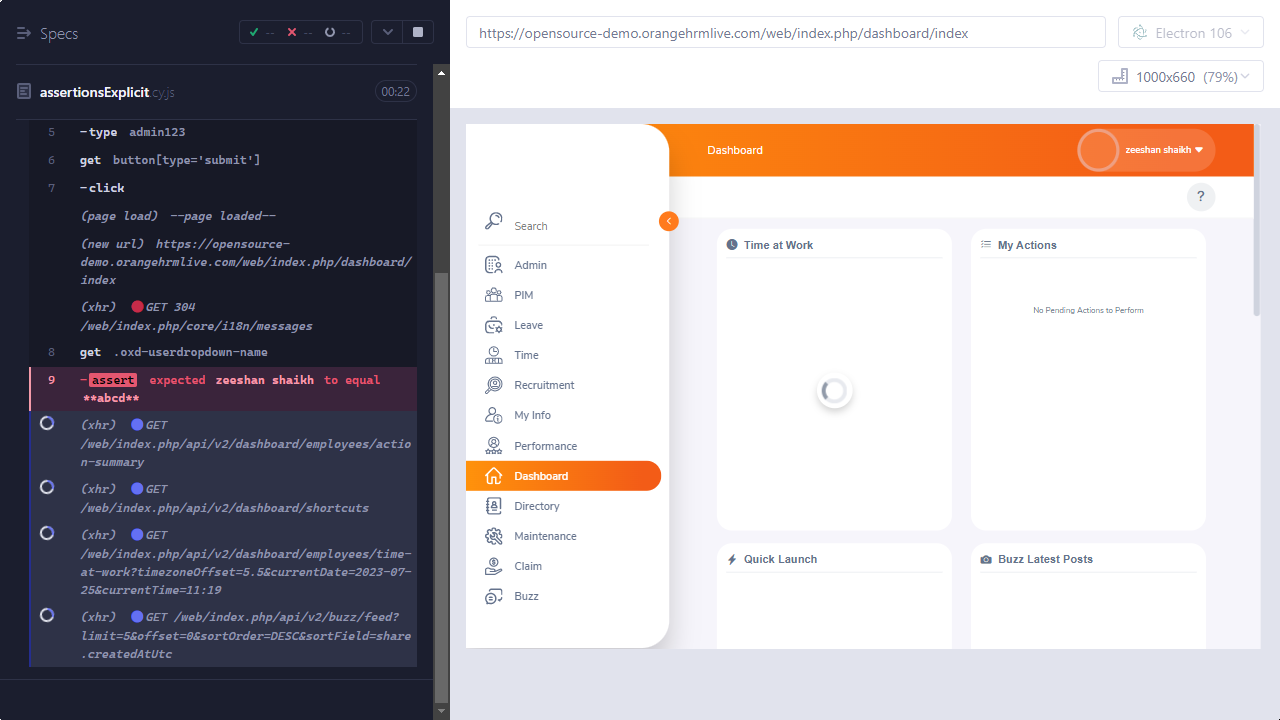 Specs
--
--
--
assertionsExplicit.cy.js
00:22
5 -type admin123
6 get button[type='submit']
7 -click
(page load) --page loaded--
(new url) https://opensource-
demo.orangehrmlive.com/web/index.php/dashboard/
index
(xhr) GET 304
/web/index.php/core/i18n/messages
8 get .oxd-userdropdown-name
9 -assert expected zeeshan shaikh to equal
**abcd**
(xhr) GET
/web/index.php/api/v2/dashboard/employees/actio
n-summary
(xhr) GET
/web/index.php/api/v2/dashboard/shortcuts
(xhr) GET
/web/index.php/api/v2/dashboard/employees/time-
at-work?timezoneOffset=5.5&currentDate=2023-07-
25&currentTime=11:19
(xhr) GET /web/index.php/api/v2/buzz/feed?
limit=5&offset=0&sortOrder=DESC&sortField=share
.createdAtUtc
https://opensource-demo.orangehrmlive.com/web/index.php/dashboard/index
Electron 106
1000x660 (79%)
Dashboard
zeeshan shaikh
?
Search
Admin
PIM
Leave
Time
Recruitment
My Info
Performance
Dashboard
Directory
Maintenance
Claim
Buzz
Time at Work
My Actions
No Pending Actions to Perform
Quick Launch
Buzz Latest Posts